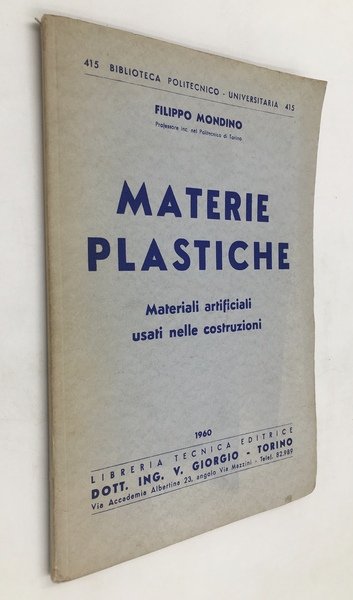 415 BIBLIOTECA POLITECNICO - UNIVERSITARIA 415
FILIPPO MONDINO
Professore inc. nel Politecnico di Torino
MATERIE
PLASTICHE
Materiali artificiali
usati nelle costruzioni
1960
LIBRERIA TECNICA EDITRICE
DOTT. ING. V. GIORGIO - TORINO
Via Accademia Albertina 23, angolo Via Mazzini - Telef. 82.989